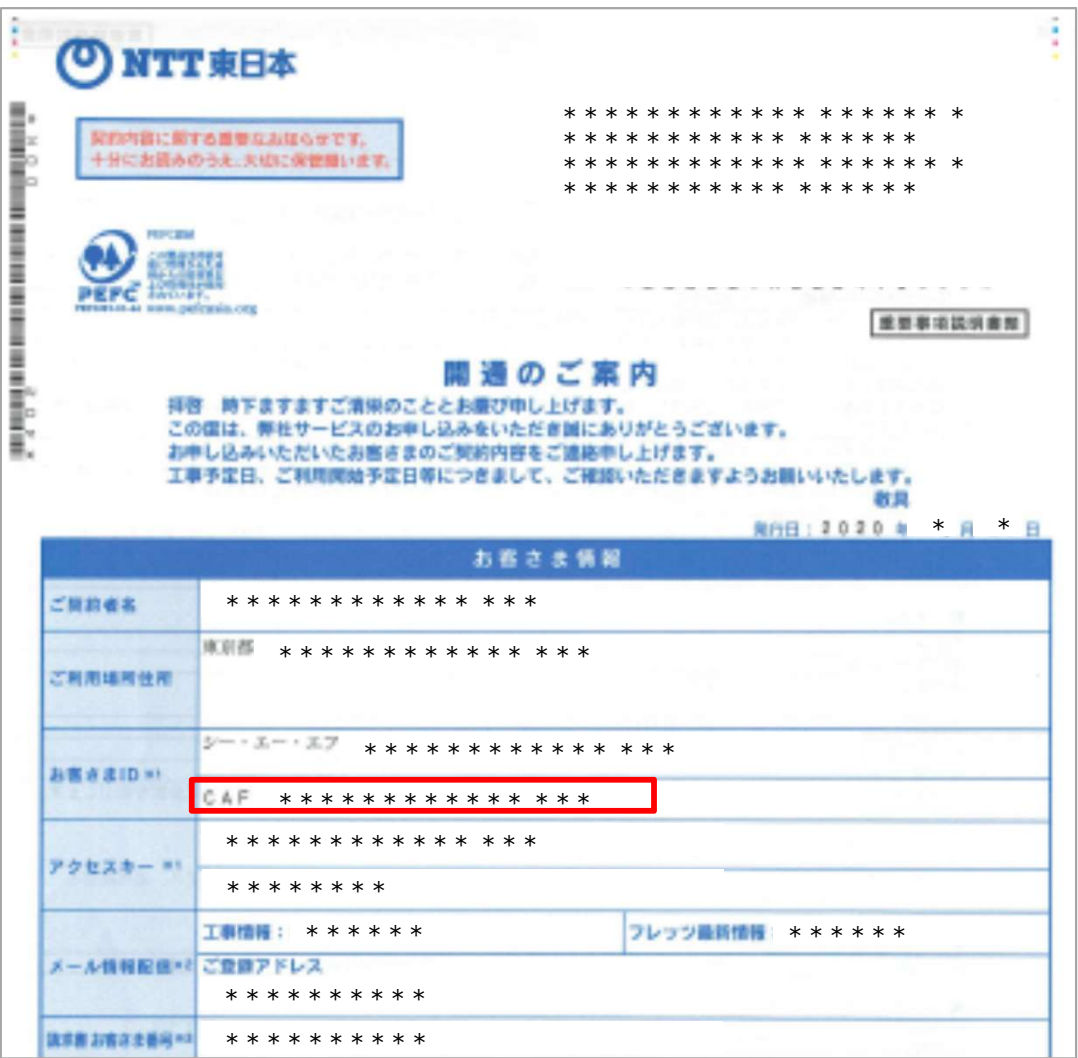 NTT東日本
契約内容に関する重要なお知らせです。
十分にお読みのうえ、大切に保管願います。
* * * * * * * * * * * * * * * * * * *
* * * * * * * * * * * * * * * * *
* * * * * * * * * * * * * * * * * * *
* * * * * * * * * * * * * * * * *
PEFC
重要事項説明書類
開通のご案内
拝啓 時下ますますご清栄のこととお慶び申し上げます。
この度は、弊社サービスのお申し込みをいただき誠にありがとうございます。
お申し込みいただいたお客さまのご契約内容をご連絡申し上げます。
工事予定日、ご利用開始予定日等につきまして、ご確認いただきますようお願いいたします。
敬具
発行日:2020年 * 月 * 日
お客さま情報
ご契約者名 * * * * * * * * * * * * * * * *
ご利用場所住所 東京都 * * * * * * * * * * * * * * * *
お客さまID ※1 シー・エー・エフ * * * * * * * * * * * * * * * *
CAF * * * * * * * * * * * * * * * *
アクセスキー ※1 * * * * * * * * * * * * * * * *
* * * * * * * *
メール情報配信※2 工事情報: * * * * * * フレッツ最新情報: * * * * * *
ご登録アドレス
* * * * * * * * * *
請求書お客さま番号※3 * * * * * * * * * *